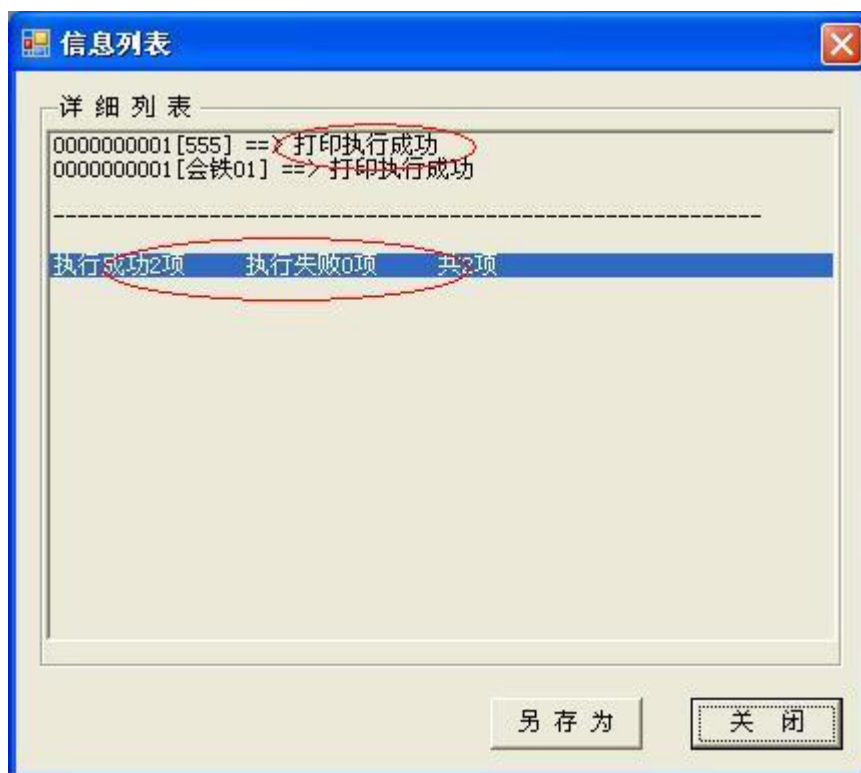 信息列表
详细列表
0000000001[555] ==> 打印执行成功
0000000001[会铁01] ==> 打印执行成功
-----------------------------------------------------------
执行成功2项 执行失败0项 共2项
另存为 关闭